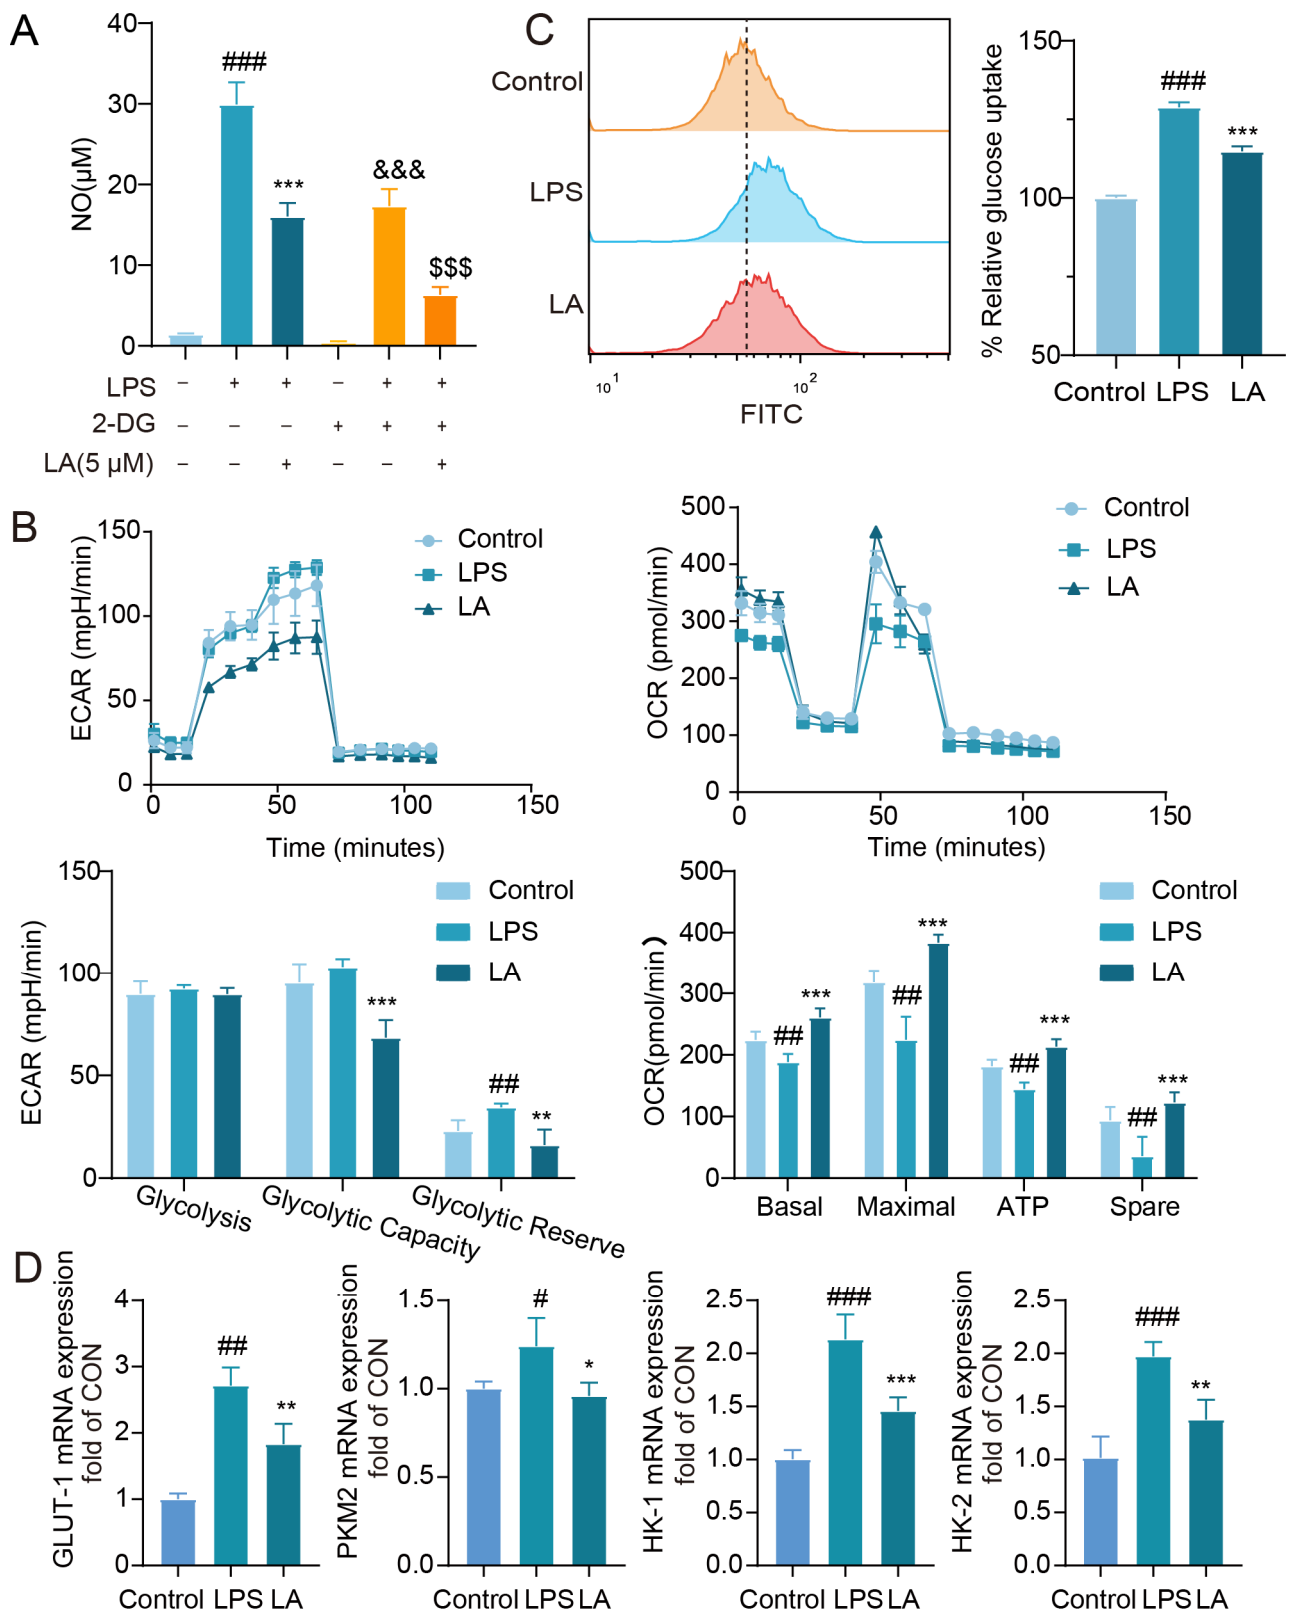 A
NO(μM)
40
30
20
10
0
###
***
&&&
$$$
LPS − + + − + +
2-DG − − − + + +
LA(5 μM) − − + − − +
C
Control
LPS
LA
10¹ 10²
FITC
% Relative glucose uptake
150
100
50
###
***
Control LPS LA
B
ECAR (mpH/min)
150
100
50
0
0 50 100 150
Time (minutes)
Control
LPS
LA
OCR (pmol/min)
500
400
300
200
100
0
0 50 100 150
Time (minutes)
Control
LPS
LA
ECAR (mpH/min)
150
100
50
0
***
##
**
Control
LPS
LA
Glycolysis
Glycolytic Capacity
Glycolytic Reserve
OCR(pmol/min)
500
400
300
200
100
0
##
***
##
***
##
***
##
***
Control
LPS
LA
Basal Maximal ATP Spare
D
GLUT-1 mRNA expression
fold of CON
4
3
2
1
0
##
**
Control LPS LA
PKM2 mRNA expression
fold of CON
1.5
1.0
0.5
0.0
#
*
Control LPS LA
HK-1 mRNA expression
fold of CON
2.5
2.0
1.5
1.0
0.5
0.0
###
***
Control LPS LA
HK-2 mRNA expression
fold of CON
2.5
2.0
1.5
1.0
0.5
0.0
###
**
Control LPS LA